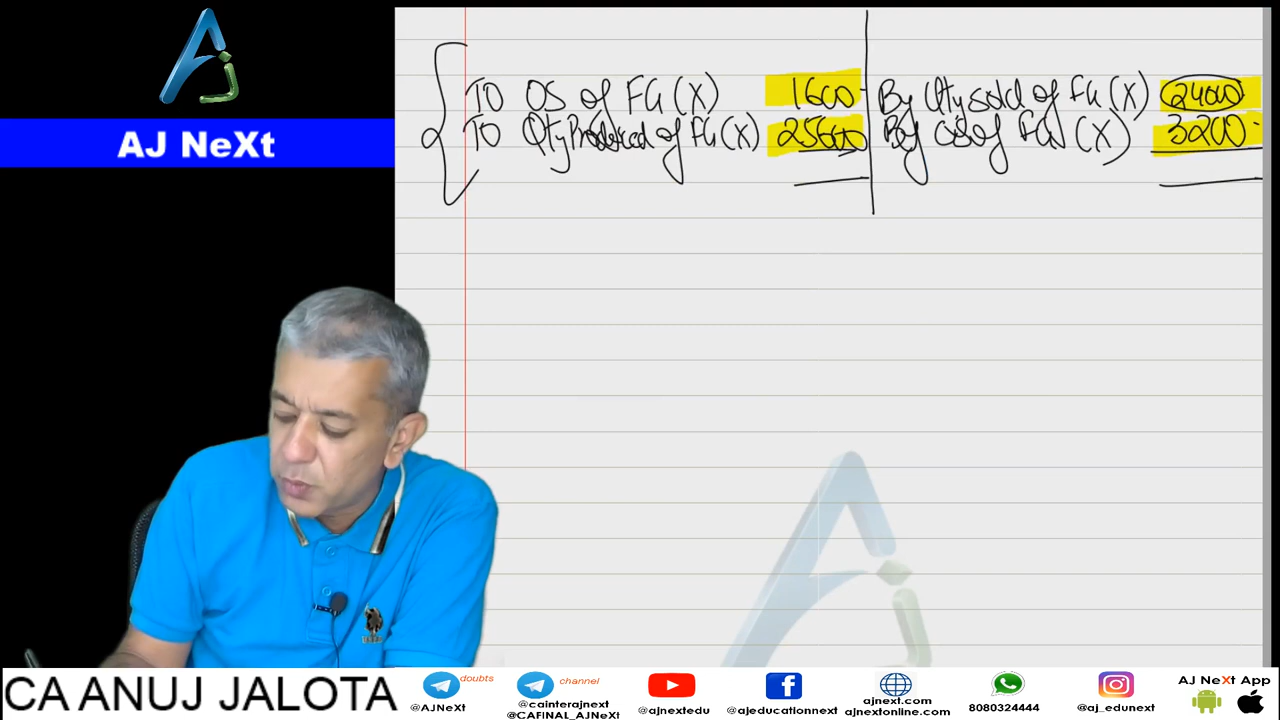 To OS of FG (X) 1600 By Qty sold of FG (X) 24000
To Qty Produced of FG (X) 25600 By CS of FG (X) 3200
AJ NeXt
CA ANUJ JALOTA
doubts
@AJNeXt
channel
@cainterajnext
@CAFINAL_AJNeXt
@ajnextedu
@ajeducationnext
ajnext.com
ajnextonline.com
8080324444
@aj_edunext
AJ NeXt App